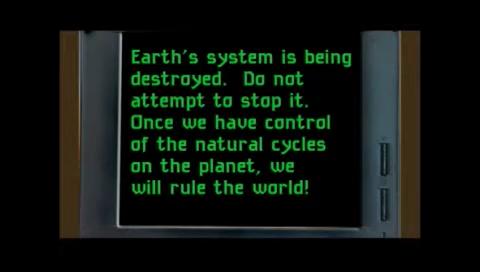 Earth's system is being
destroyed. Do not
attempt to stop it.
Once we have control
of the natural cycles
on the planet, we
will rule the world!